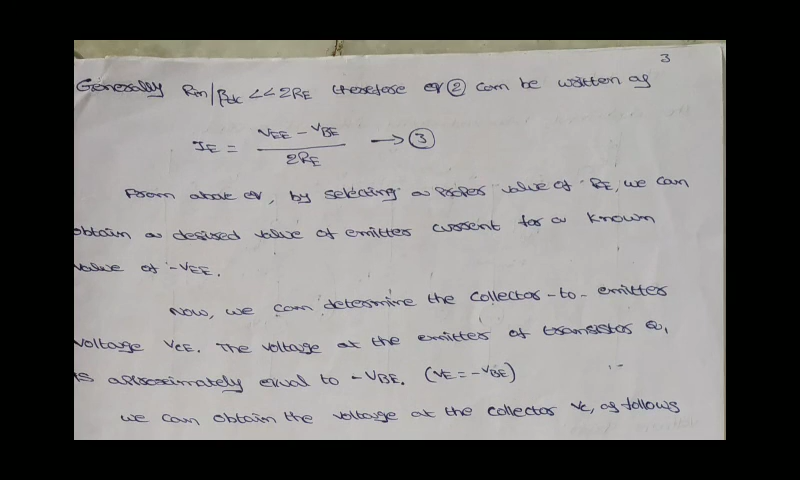 3
Generally Rin/βdc << 2RE therefore eq ② can be written as
IE = (VEE - VBE) / 2RE → ③
From above eq, by selecting a proper value of RE, we can
obtain a desired value of emitter current for a known
value of -VEE.
Now, we can determine the collector-to-emitter
voltage VCE. The voltage at the emitter of transistor Q1
is approximately equal to -VBE. (VE = -VBE)
we can obtain the voltage at the collector Vc, as follows